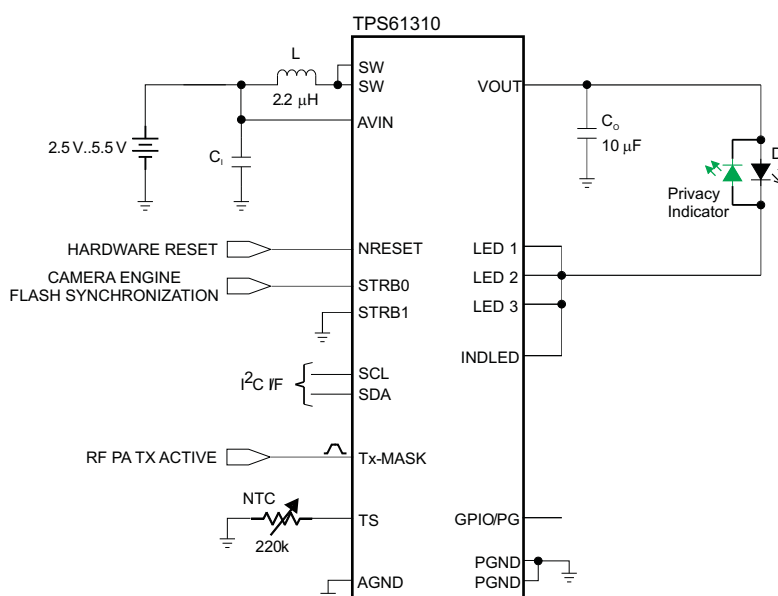 TPS61310
L
2.2 μH
SW
SW
AVIN
2.5 V..5.5 V
C_I
VOUT
C_O
10 μF
D
Privacy
Indicator
HARDWARE RESET
NRESET
CAMERA ENGINE
FLASH SYNCHRONIZATION
STRB0
STRB1
LED 1
LED 2
LED 3
INDLED
I²C I/F
SCL
SDA
RF PA TX ACTIVE
Tx-MASK
NTC
220k
TS
GPIO/PG
AGND
PGND
PGND